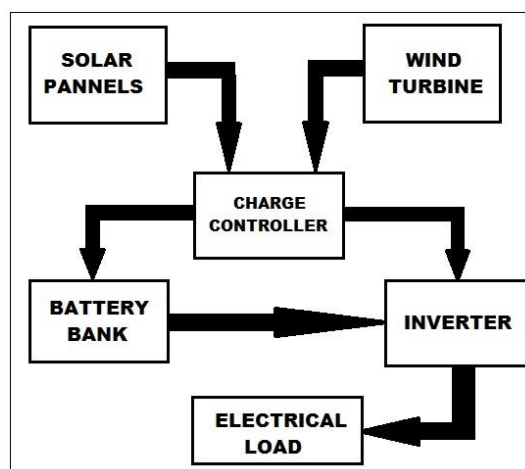 SOLAR
PANNELS
WIND
TURBINE
CHARGE
CONTROLLER
BATTERY
BANK
INVERTER
ELECTRICAL
LOAD